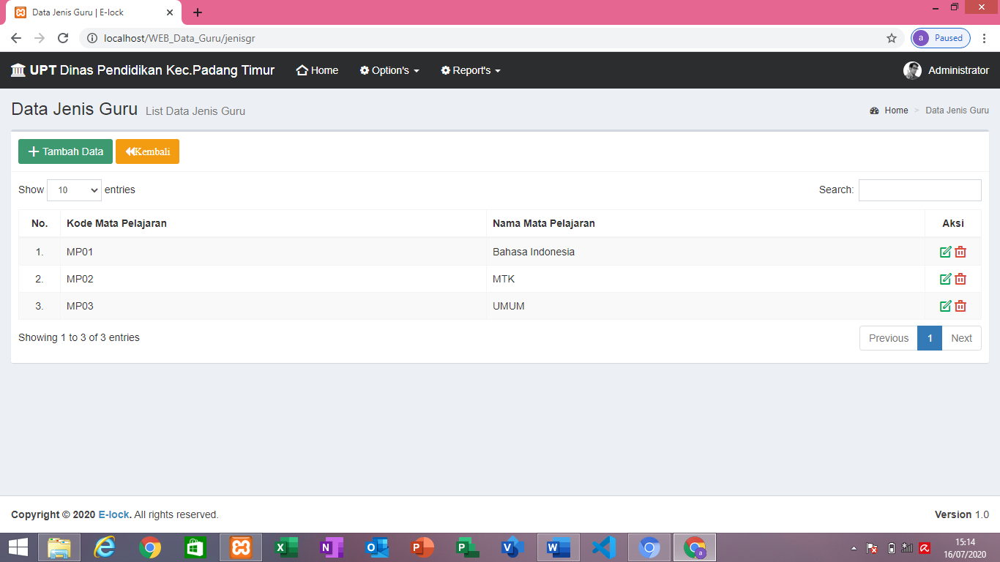 Data Jenis Guru | E-lock
localhost/WEB_Data_Guru/jenisgr
a Paused
UPT Dinas Pendidikan Kec.Padang Timur Home Option's Report's Administrator
Data Jenis Guru List Data Jenis Guru Home > Data Jenis Guru
Tambah Data Kembali
Show 10 entries Search:
No. Kode Mata Pelajaran Nama Mata Pelajaran Aksi
1. MP01 Bahasa Indonesia
2. MP02 MTK
3. MP03 UMUM
Showing 1 to 3 of 3 entries Previous 1 Next
Copyright © 2020 E-lock. All rights reserved. Version 1.0
X N O P P V W a 15:14
16/07/2020